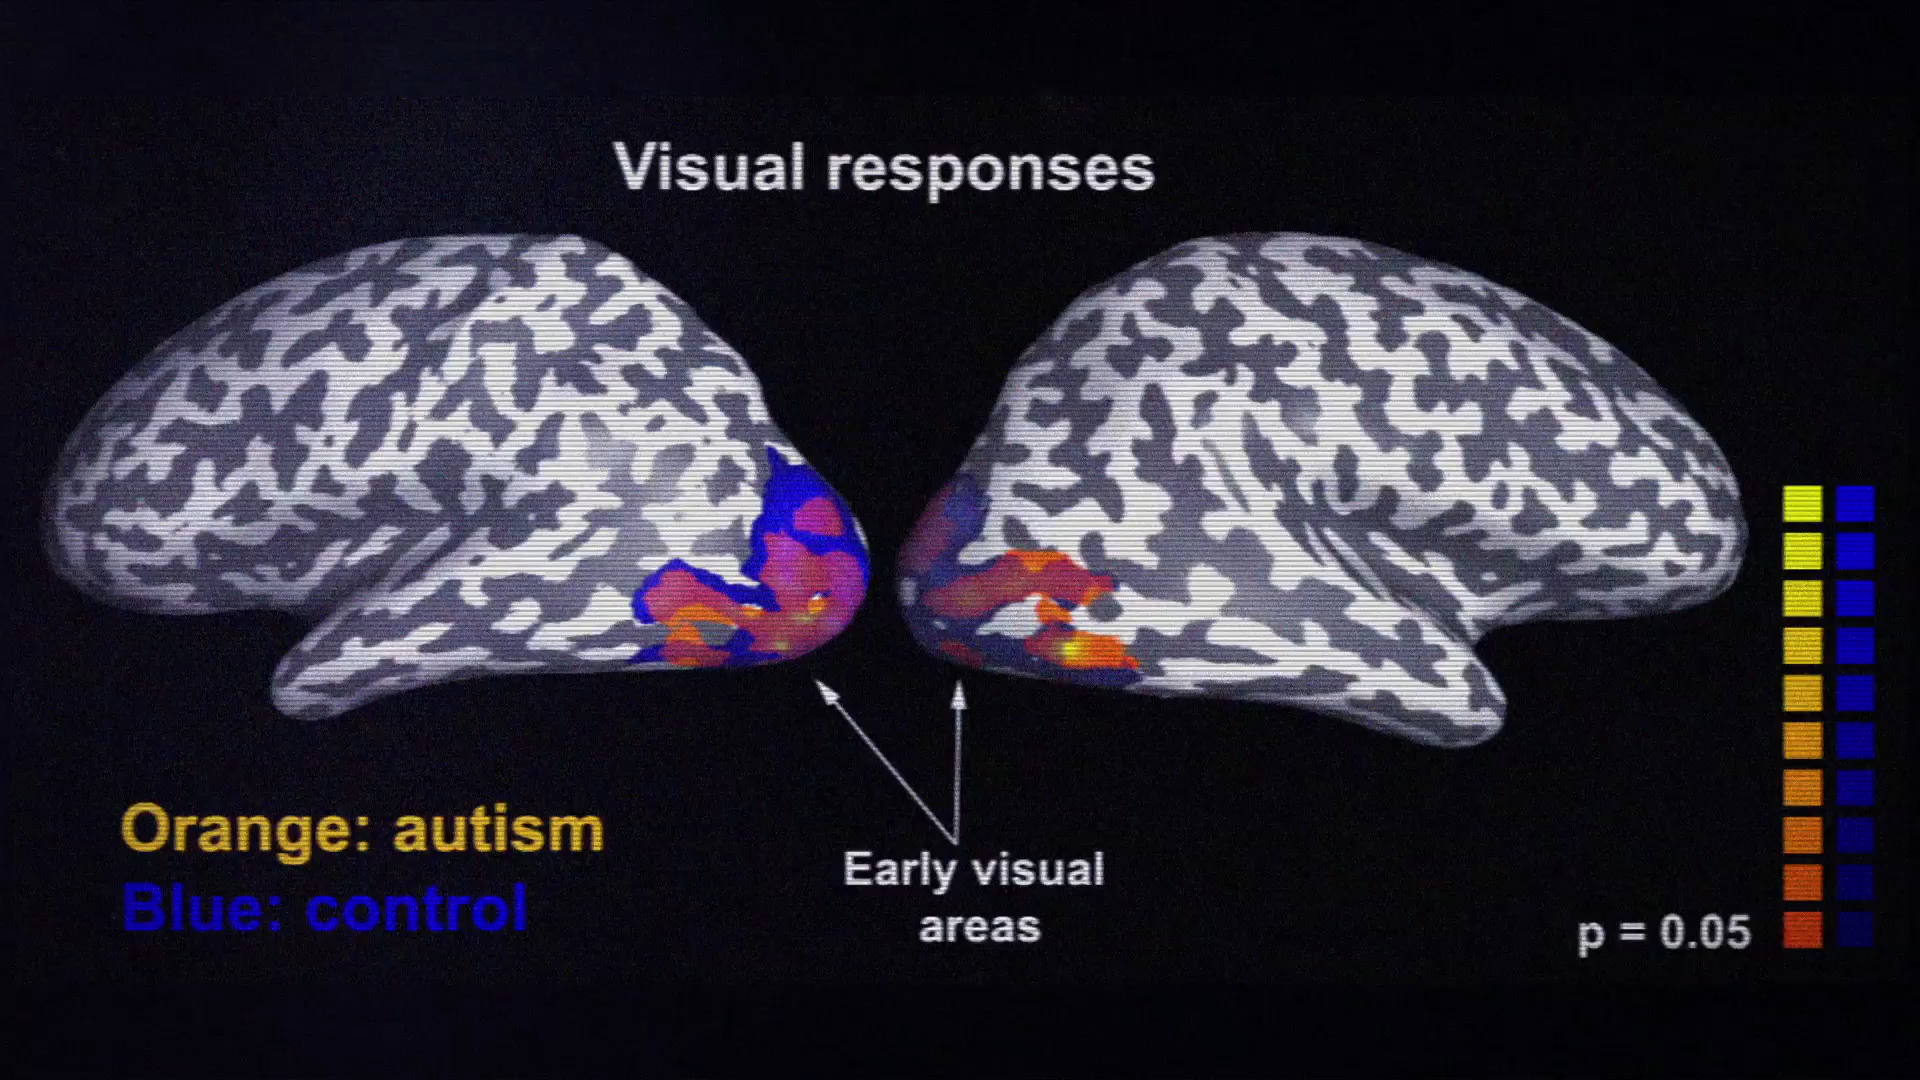 Visual responses
Orange: autism
Blue: control
Early visual
areas
p = 0.05